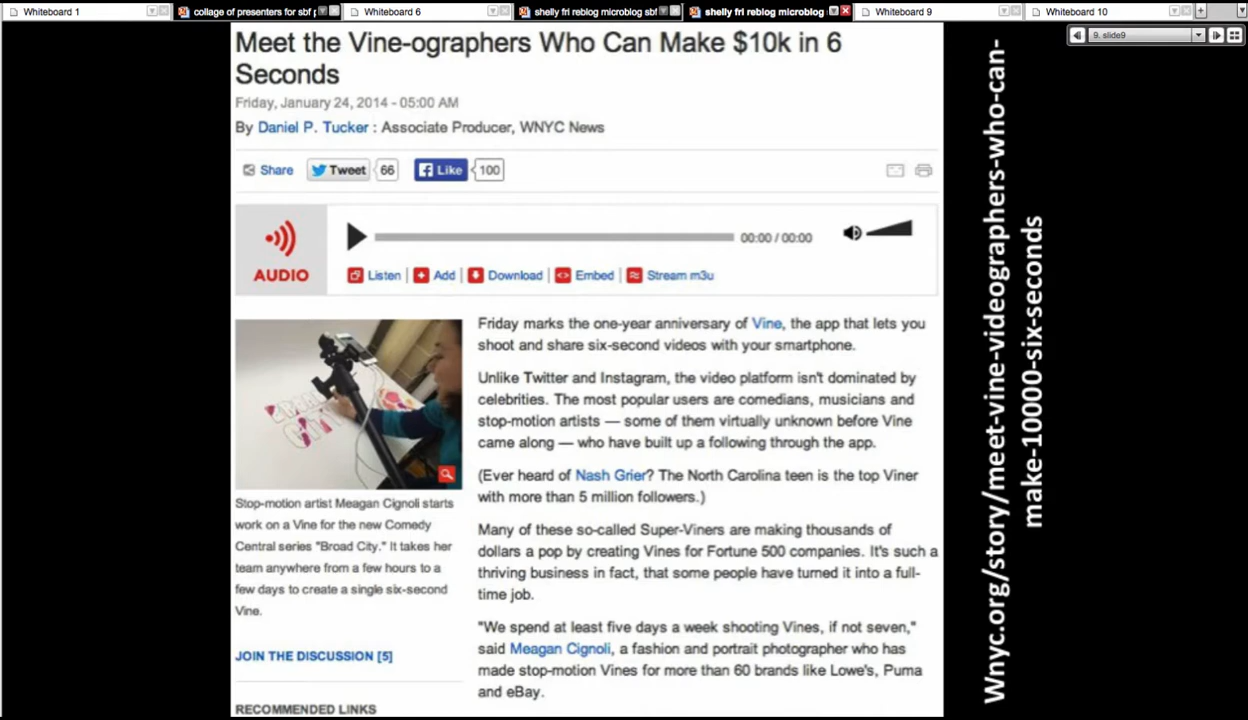 Whiteboard 1
collage of presenters for sbf
Whiteboard 6
shelly fri reblog microblog sbf
shelly fri reblog microblog
Whiteboard 9
Whiteboard 10
9. slide9
Meet the Vine-ographers Who Can Make $10k in 6
Seconds
Friday, January 24, 2014 - 05:00 AM
By Daniel P. Tucker : Associate Producer, WNYC News
Share
Tweet
66
Like
100
AUDIO
00:00 / 00:00
Listen | Add | Download | Embed | Stream m3u
Stop-motion artist Meagan Cignoli starts
work on a Vine for the new Comedy
Central series "Broad City." It takes her
team anywhere from a few hours to a
few days to create a single six-second
Vine.
JOIN THE DISCUSSION [5]
RECOMMENDED LINKS
Friday marks the one-year anniversary of Vine, the app that lets you
shoot and share six-second videos with your smartphone.
Unlike Twitter and Instagram, the video platform isn't dominated by
celebrities. The most popular users are comedians, musicians and
stop-motion artists — some of them virtually unknown before Vine
came along — who have built up a following through the app.
(Ever heard of Nash Grier? The North Carolina teen is the top Viner
with more than 5 million followers.)
Many of these so-called Super-Viners are making thousands of
dollars a pop by creating Vines for Fortune 500 companies. It's such a
thriving business in fact, that some people have turned it into a full-
time job.
"We spend at least five days a week shooting Vines, if not seven,"
said Meagan Cignoli, a fashion and portrait photographer who has
made stop-motion Vines for more than 60 brands like Lowe's, Puma
and eBay.
Wnyc.org/story/meet-vine-videographers-who-can-
make-10000-six-seconds